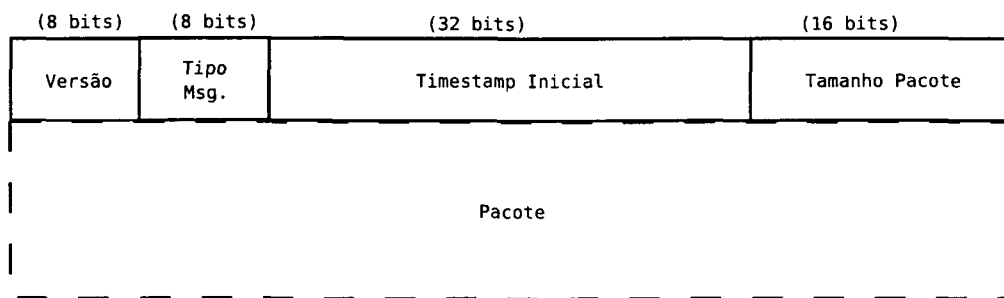 (8 bits) (8 bits) (32 bits) (16 bits)
Versão Tipo Msg. Timestamp Inicial Tamanho Pacote
Pacote